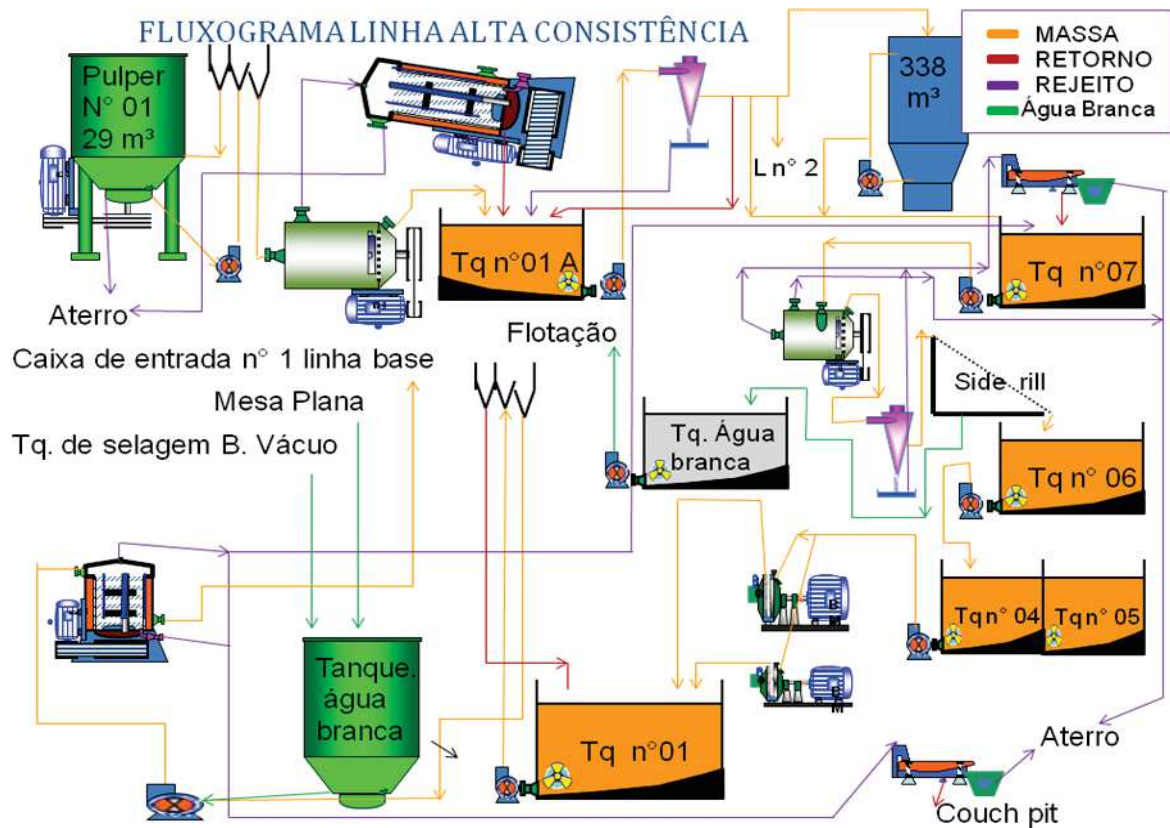 FLUXOGRAMA LINHA ALTA CONSISTÊNCIA
MASSA
RETORNO
REJEITO
Água Branca
Pulper
N° 01
29 m³
338
m³
L n° 2
Tq n°01 A
Tq n°07
Aterro
Flotação
Caixa de entrada n° 1 linha base
Mesa Plana
Tq. de selagem B. Vácuo
Side rill
Tq. Água
branca
Tq n° 06
Tq n° 04
Tq n° 05
Tanque.
água
branca
Tq n°01
Aterro
Couch pit